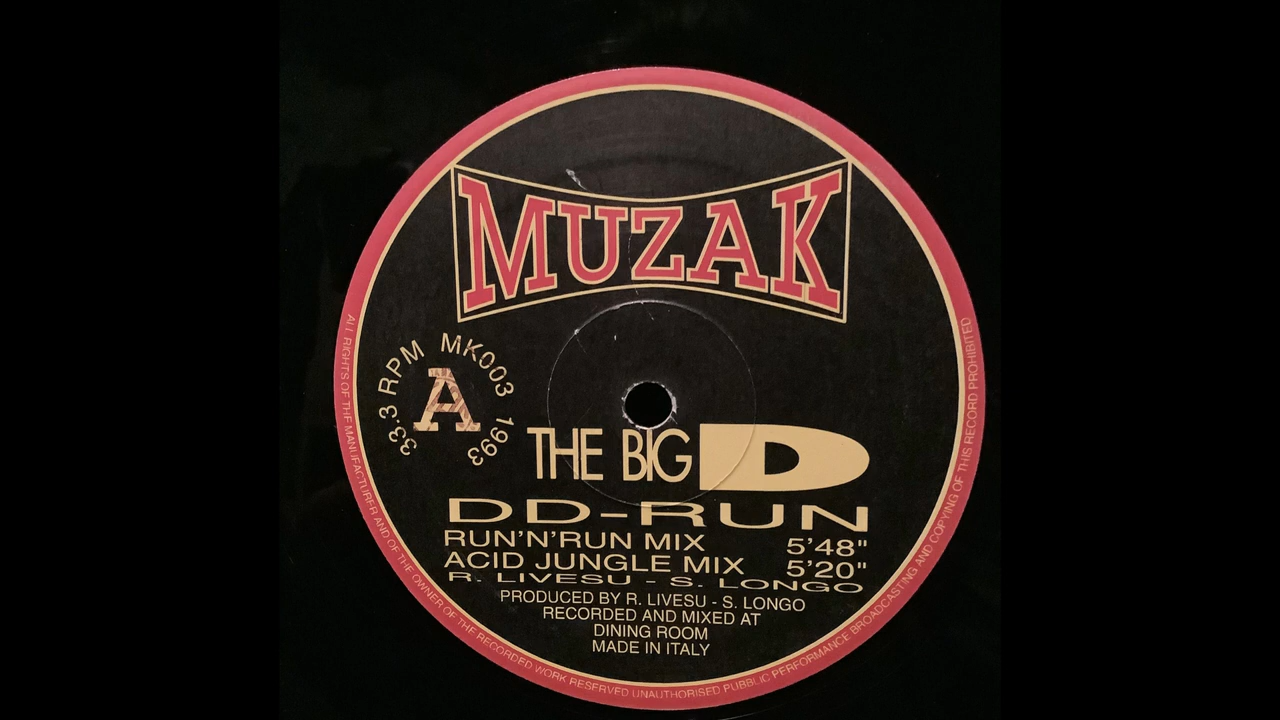 MUZAK
33.3 RPM MK003 1993
A
THE BIG D
DD-RUN
RUN'N'RUN MIX 5'48"
ACID JUNGLE MIX 5'20"
R. LIVESU - S. LONGO
PRODUCED BY R. LIVESU - S. LONGO
RECORDED AND MIXED AT
DINING ROOM
MADE IN ITALY
ALL RIGHTS OF THE MANUFACTURER AND OF THE OWNER OF THE RECORDED WORK RESERVED UNAUTHORISED PUBBLIC PERFORMANCE BROADCASTING AND COPYING OF THIS RECORD PROHIBITED